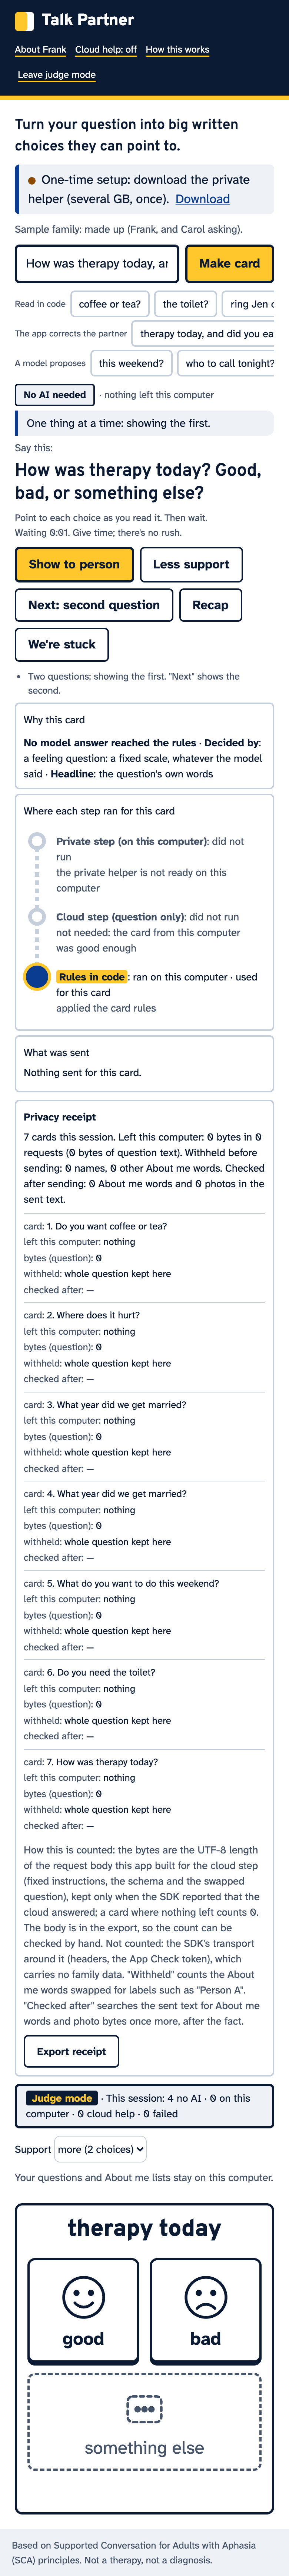 Talk Partner
About Frank Cloud help: off How this works
Leave judge mode
Turn your question into big written
choices they can point to.
One-time setup: download the private
helper (several GB, once). Download
Sample family: made up (Frank, and Carol asking).
How was therapy today, ar Make card
Read in code coffee or tea? the toilet? ring Jen
The app corrects the partner therapy today, and did you ea
A model proposes this weekend? who to call tonight?
No AI needed · nothing left this computer
One thing at a time: showing the first.
Say this:
How was therapy today? Good,
bad, or something else?
Point to each choice as you read it. Then wait.
Waiting 0:01. Give time; there's no rush.
Show to person Less support
Next: second question Recap
We're stuck
• Two questions: showing the first. "Next" shows the
second.
Why this card
No model answer reached the rules · Decided by:
a feeling question: a fixed scale, whatever the model
said · Headline: the question's own words
Where each step ran for this card
Private step (on this computer): did not
run
the private helper is not ready on this
computer
Cloud step (question only): did not run
not needed: the card from this computer
was good enough
Rules in code: ran on this computer · used
for this card
applied the card rules
What was sent
Nothing sent for this card.
Privacy receipt
7 cards this session. Left this computer: 0 bytes in 0
requests (0 bytes of question text). Withheld before
sending: 0 names, 0 other About me words. Checked
after sending: 0 About me words and 0 photos in the
sent text.
card: 1. Do you want coffee or tea?
left this computer: nothing
bytes (question): 0
withheld: whole question kept here
checked after: —
card: 2. Where does it hurt?
left this computer: nothing
bytes (question): 0
withheld: whole question kept here
checked after: —
card: 3. What year did we get married?
left this computer: nothing
bytes (question): 0
withheld: whole question kept here
checked after: —
card: 4. What year did we get married?
left this computer: nothing
bytes (question): 0
withheld: whole question kept here
checked after: —
card: 5. What do you want to do this weekend?
left this computer: nothing
bytes (question): 0
withheld: whole question kept here
checked after: —
card: 6. Do you need the toilet?
left this computer: nothing
bytes (question): 0
withheld: whole question kept here
checked after: —
card: 7. How was therapy today?
left this computer: nothing
bytes (question): 0
withheld: whole question kept here
checked after: —
How this is counted: the bytes are the UTF-8 length
of the request body this app built for the cloud step
(fixed instructions, the schema and the swapped
question), kept only when the SDK reported that the
cloud answered; a card where nothing left counts 0.
The body is in the export, so the count can be
checked by hand. Not counted: the SDK's transport
around it (headers, the App Check token), which
carries no family data. "Withheld" counts the About
me words swapped for labels such as "Person A".
"Checked after" searches the sent text for About me
words and photo bytes once more, after the fact.
Export receipt
Judge mode · This session: 4 no AI · 0 on this
computer · 0 cloud help · 0 failed
Support more (2 choices)
Your questions and About me lists stay on this computer.
therapy today
good bad
something else
Based on Supported Conversation for Adults with Aphasia
(SCA) principles. Not a therapy, not a diagnosis.